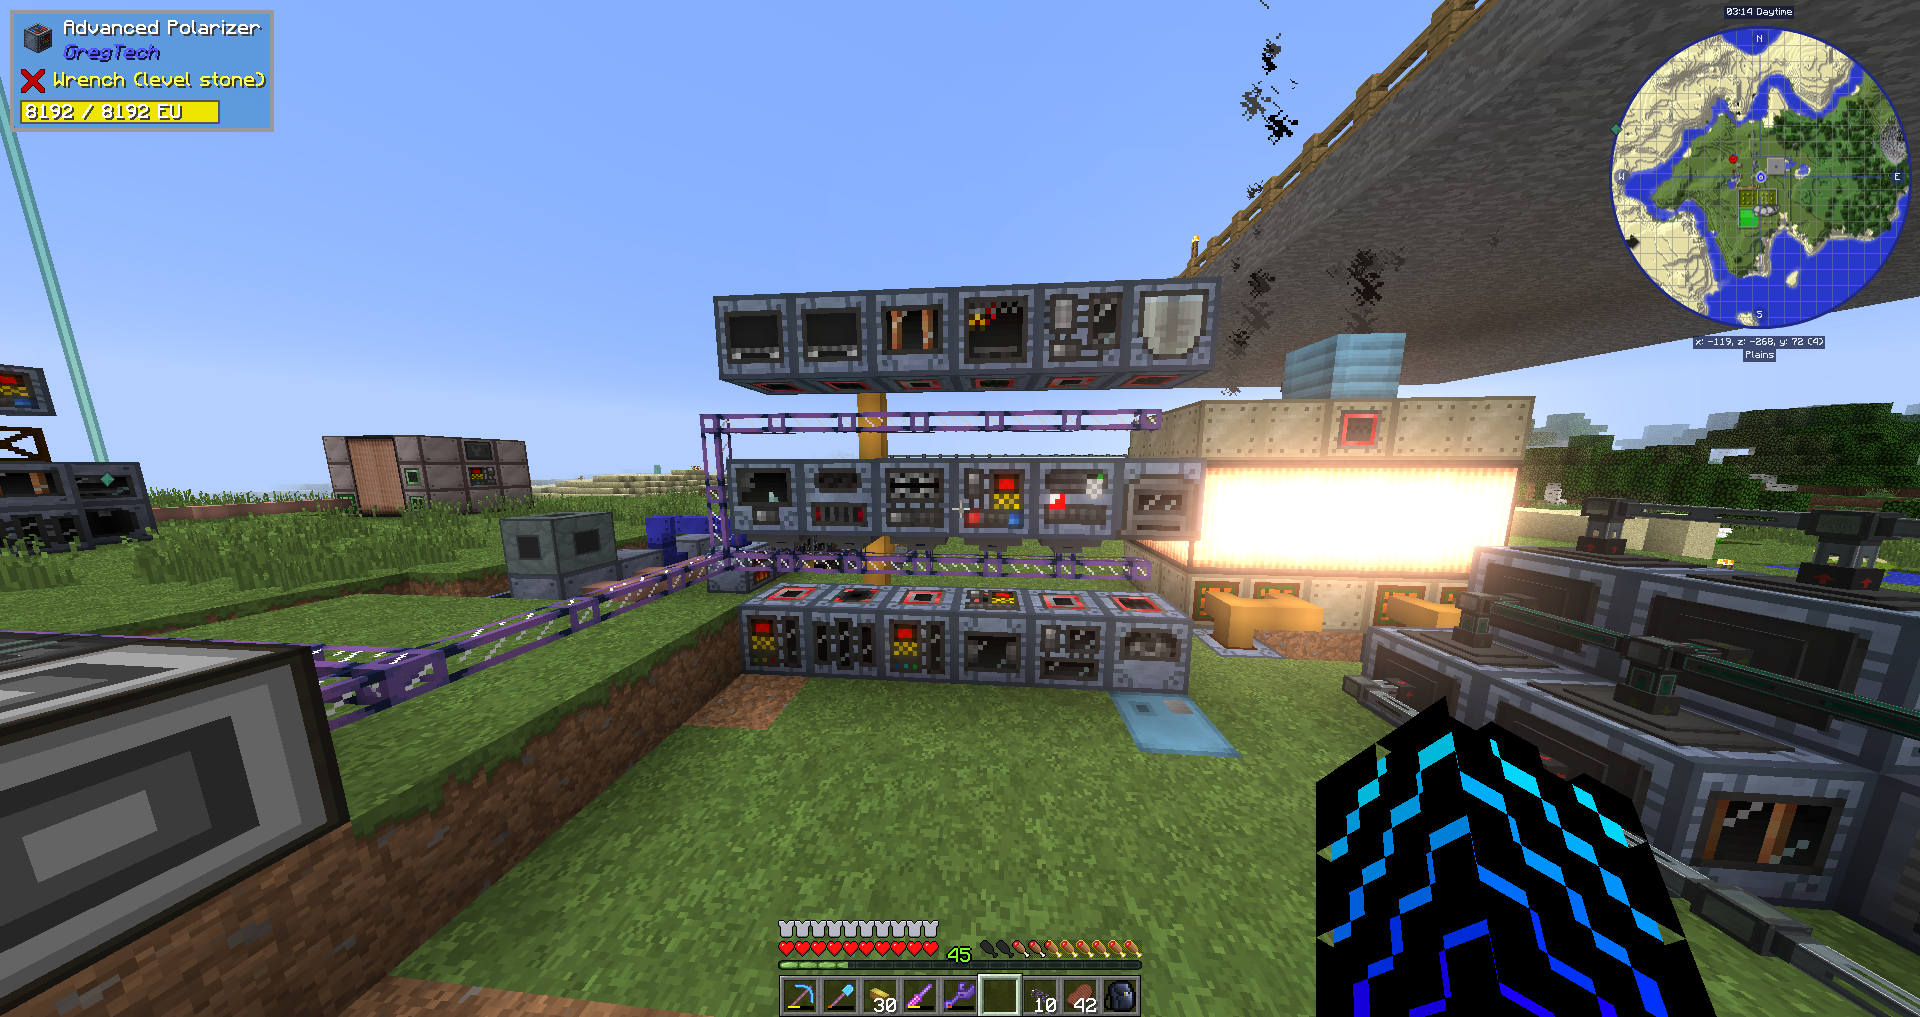 Advanced Polarizer
GregTech
Wrench (level stone)
8192 / 8192 EU
03:14 Daytime
N
W
E
S
x: -119, z: -268, y: 72 (4)
Plains
45
30
10
42